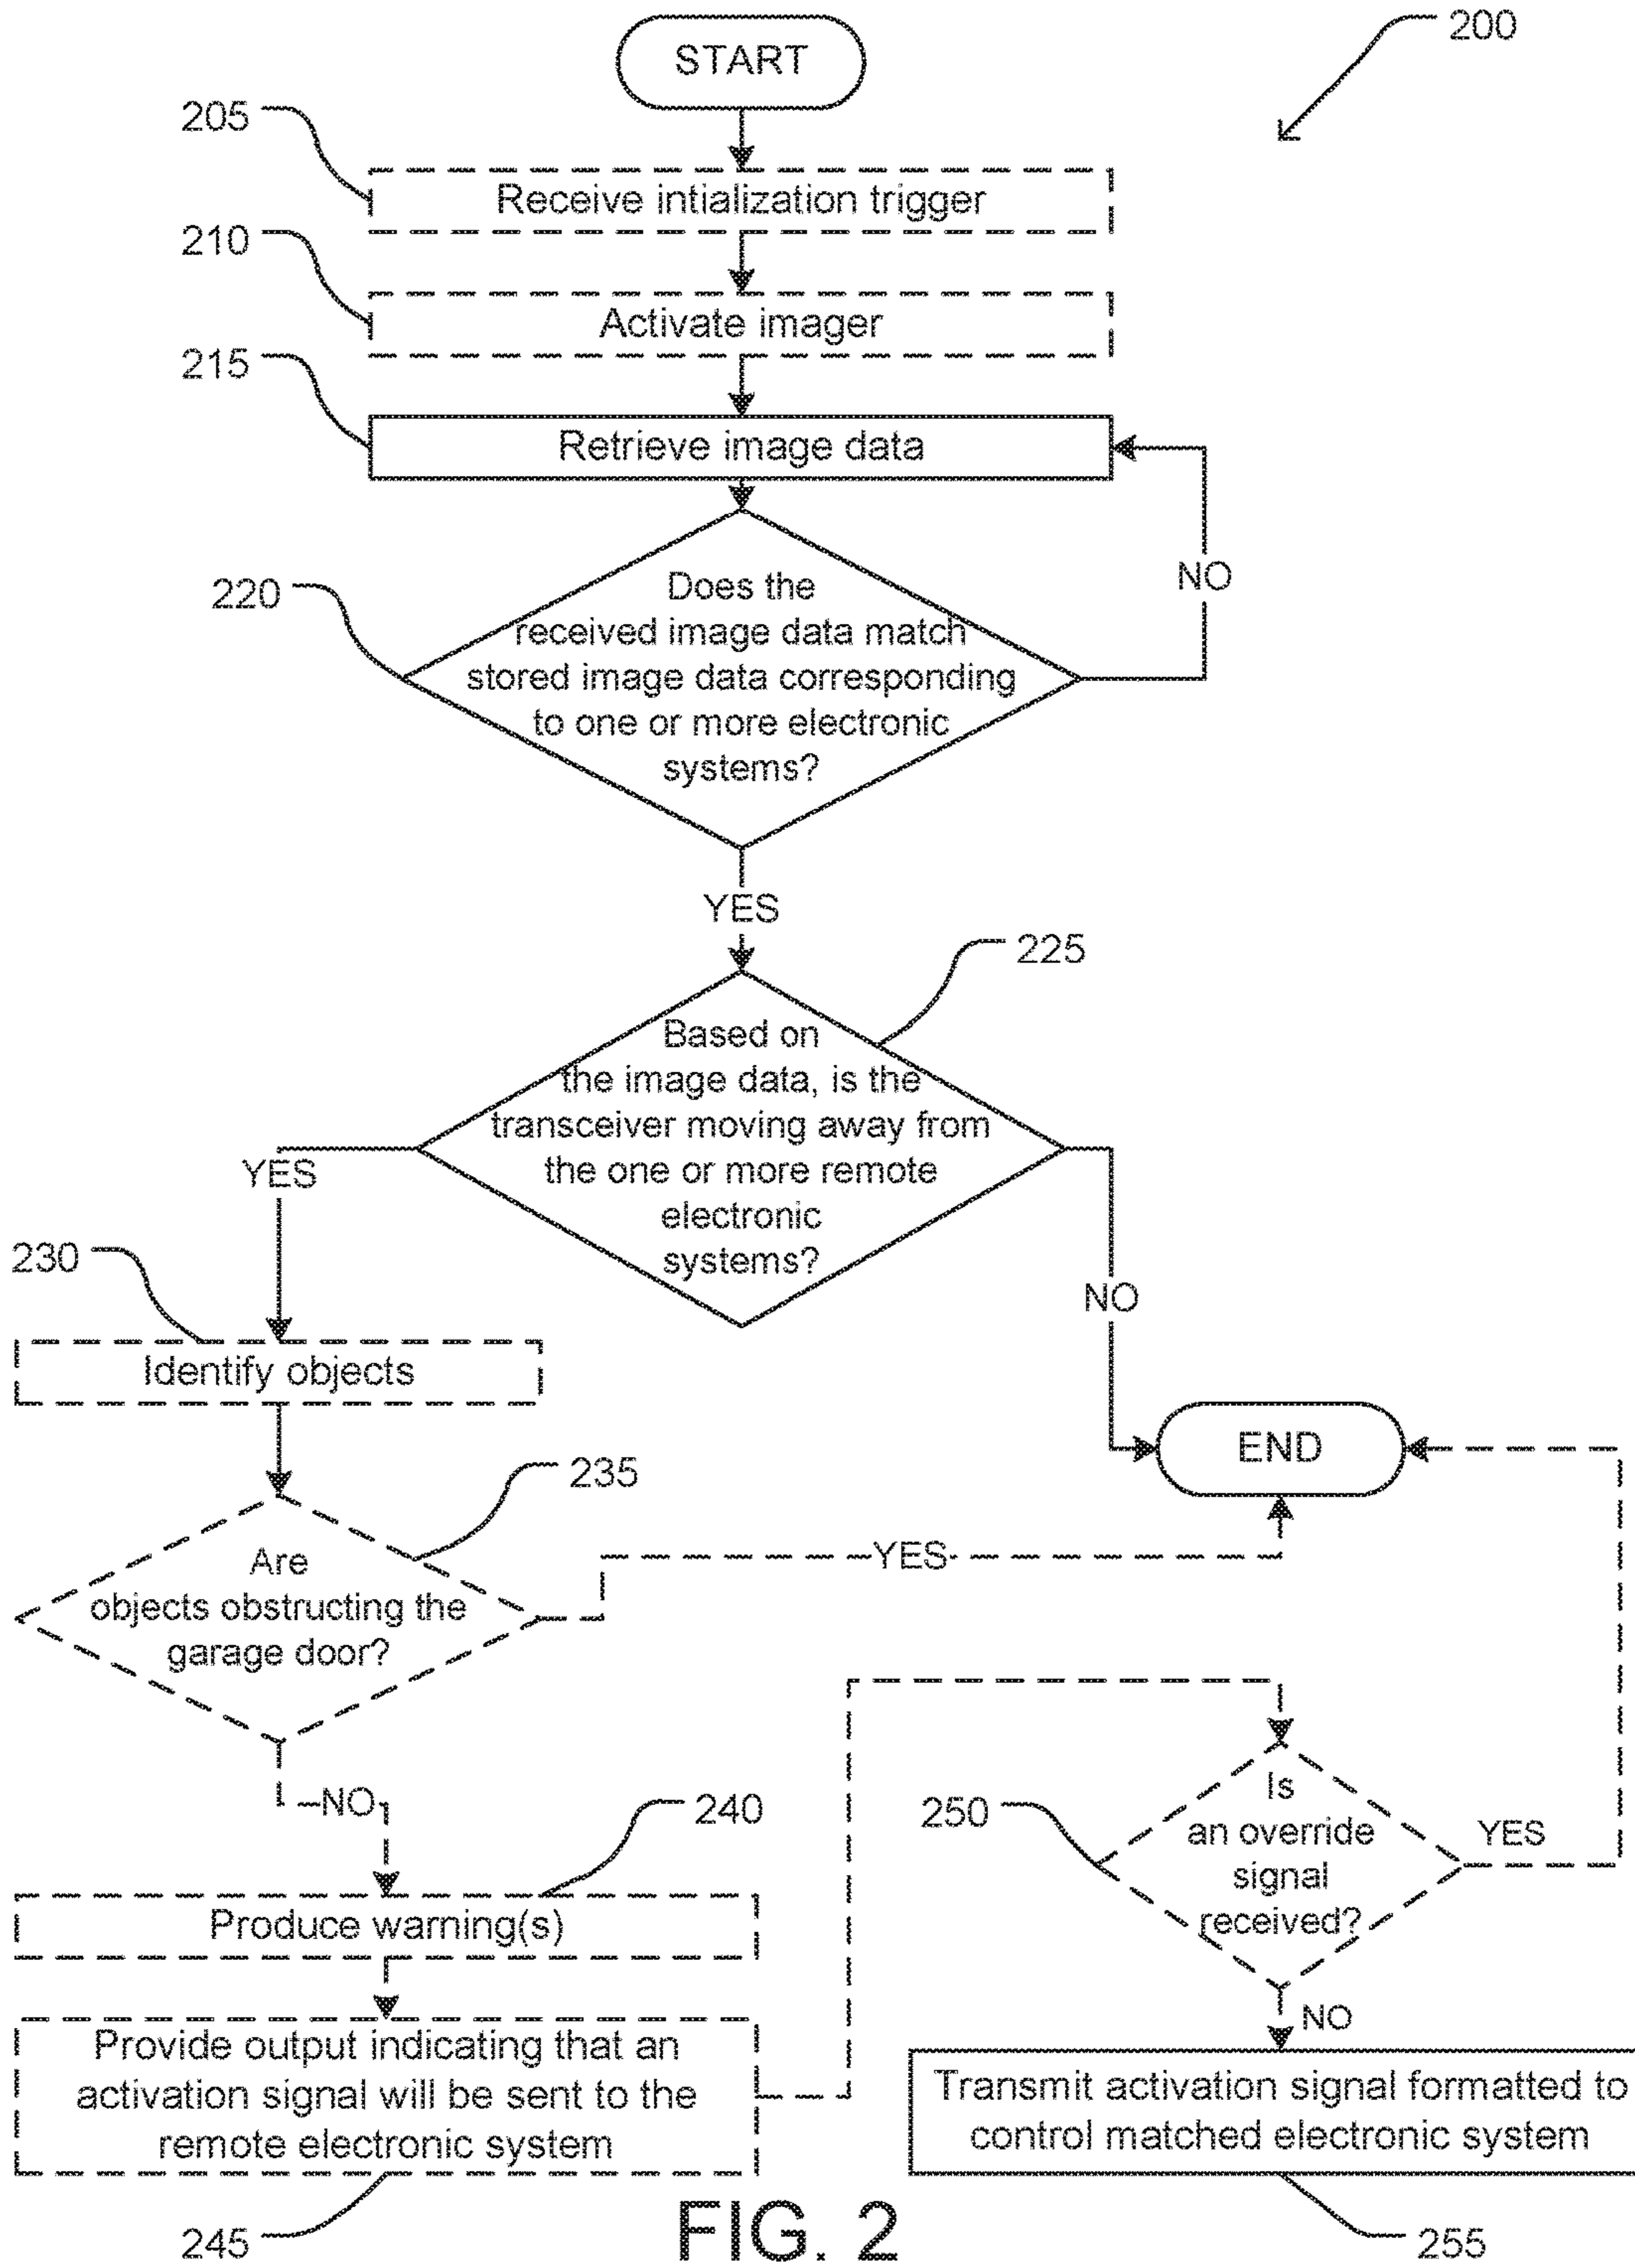 200
START
205
Receive intialization trigger
210
Activate imager
215
Retrieve image data
220
Does the
received image data match
stored image data corresponding
to one or more electronic
systems?
NO
YES
225
Based on
the image data, is the
transceiver moving away from
the one or more remote
electronic
systems?
YES
NO
230
Identify objects
END
235
Are
objects obstructing the
garage door?
YES
NO
240
Produce warning(s)
250
Is
an override
signal
received?
YES
NO
Provide output indicating that an
activation signal will be sent to the
remote electronic system
245
Transmit activation signal formatted to
control matched electronic system
255
FIG. 2